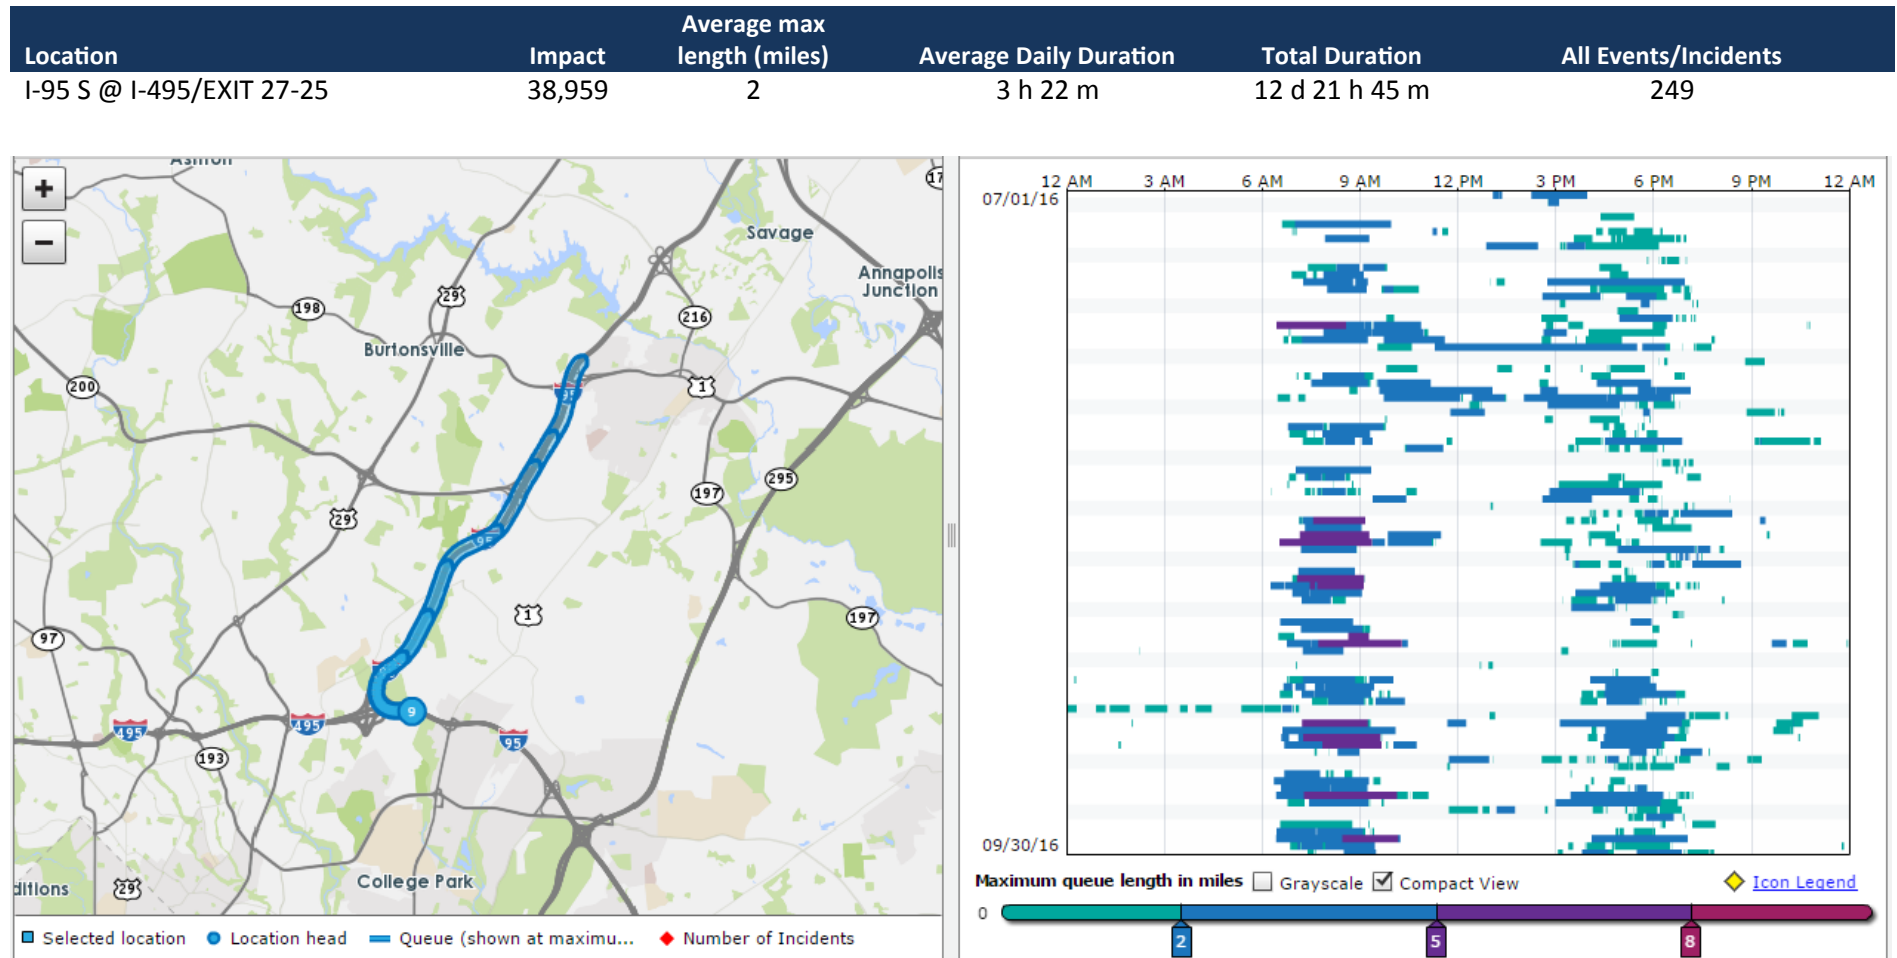 Location Impact Average max length (miles) Average Daily Duration Total Duration All Events/Incidents
I-95 S @ I-495/EXIT 27-25 38,959 2 3 h 22 m 12 d 21 h 45 m 249
Ashton
+
−
Savage
Annapolis
Junction
29
198
216
Burtonsville
200
1
95
295
197
29
95
1
197
97
9
495
495
95
193
College Park
ditions
29
Selected location Location head Queue (shown at maximu... Number of Incidents
12 AM 3 AM 6 AM 9 AM 12 PM 3 PM 6 PM 9 PM 12 AM
07/01/16
09/30/16
Maximum queue length in miles Grayscale Compact View Icon Legend
0
2 5 8